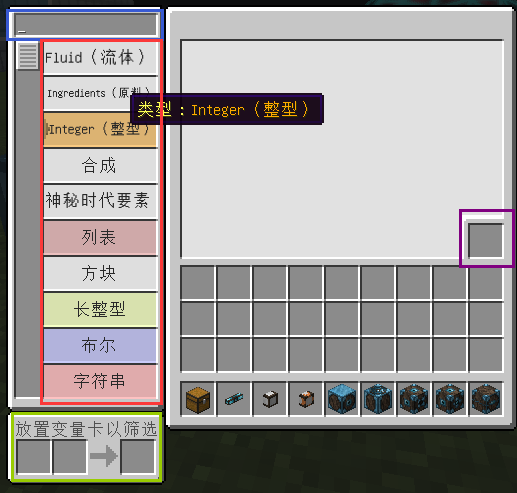 _
Fluid（流体）
Ingredients（原料）
类型：Integer（整型）
Integer（整型）
合成
神秘时代要素
列表
方块
长整型
布尔
字符串
放置变量卡以筛选